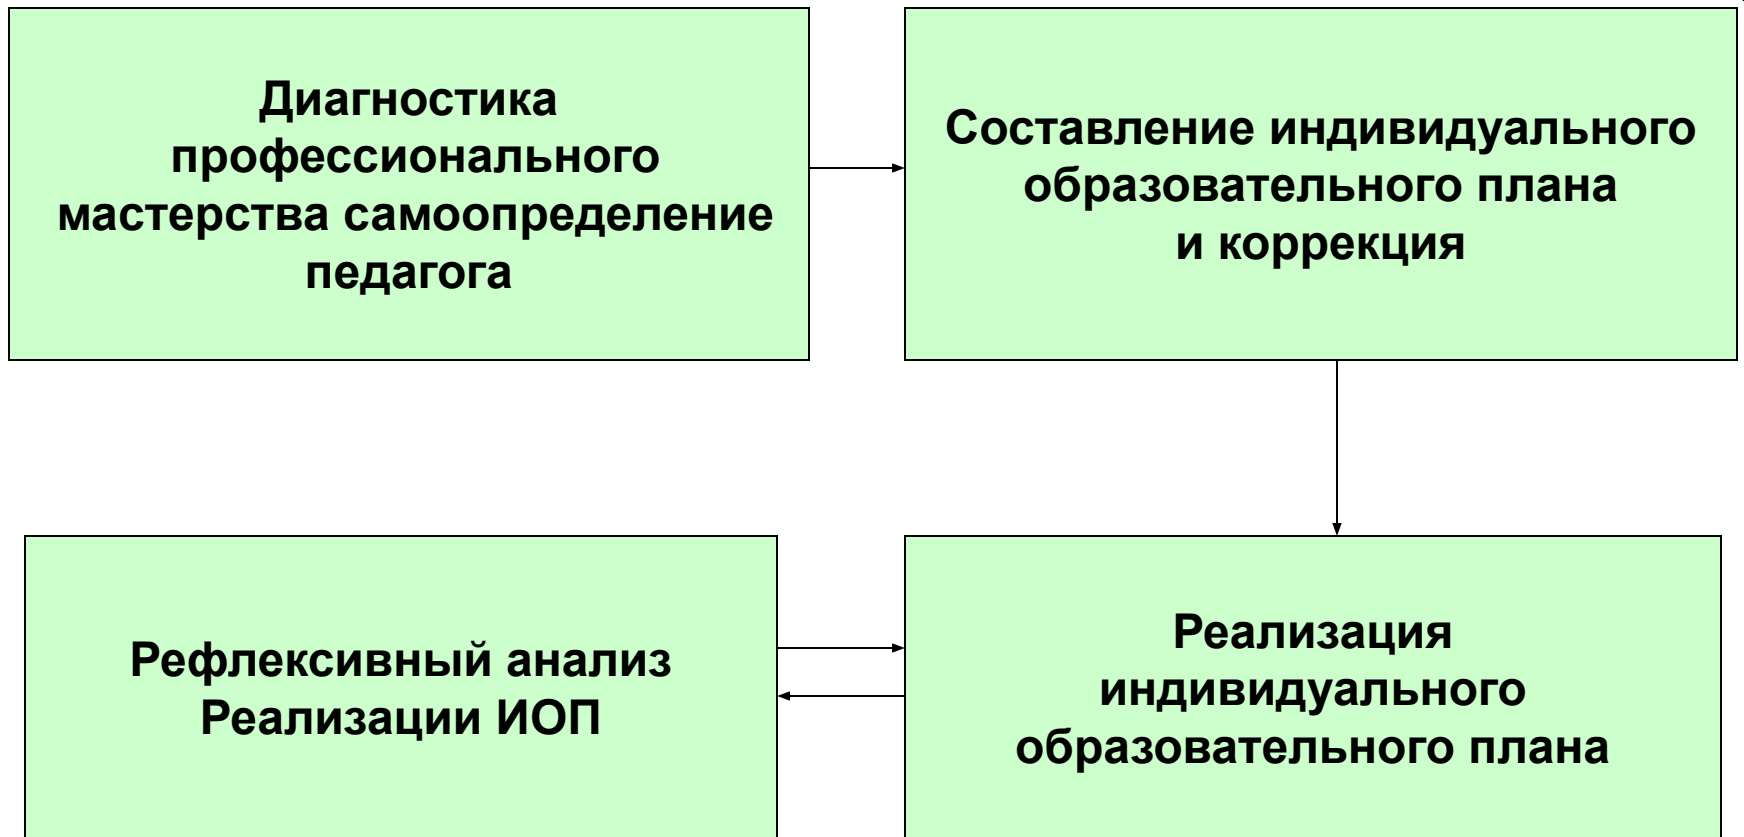 Диагностика
профессионального
мастерства самоопределение
педагога
Составление индивидуального
образовательного плана
и коррекция
Рефлексивный анализ
Реализации ИОП
Реализация
индивидуального
образовательного плана